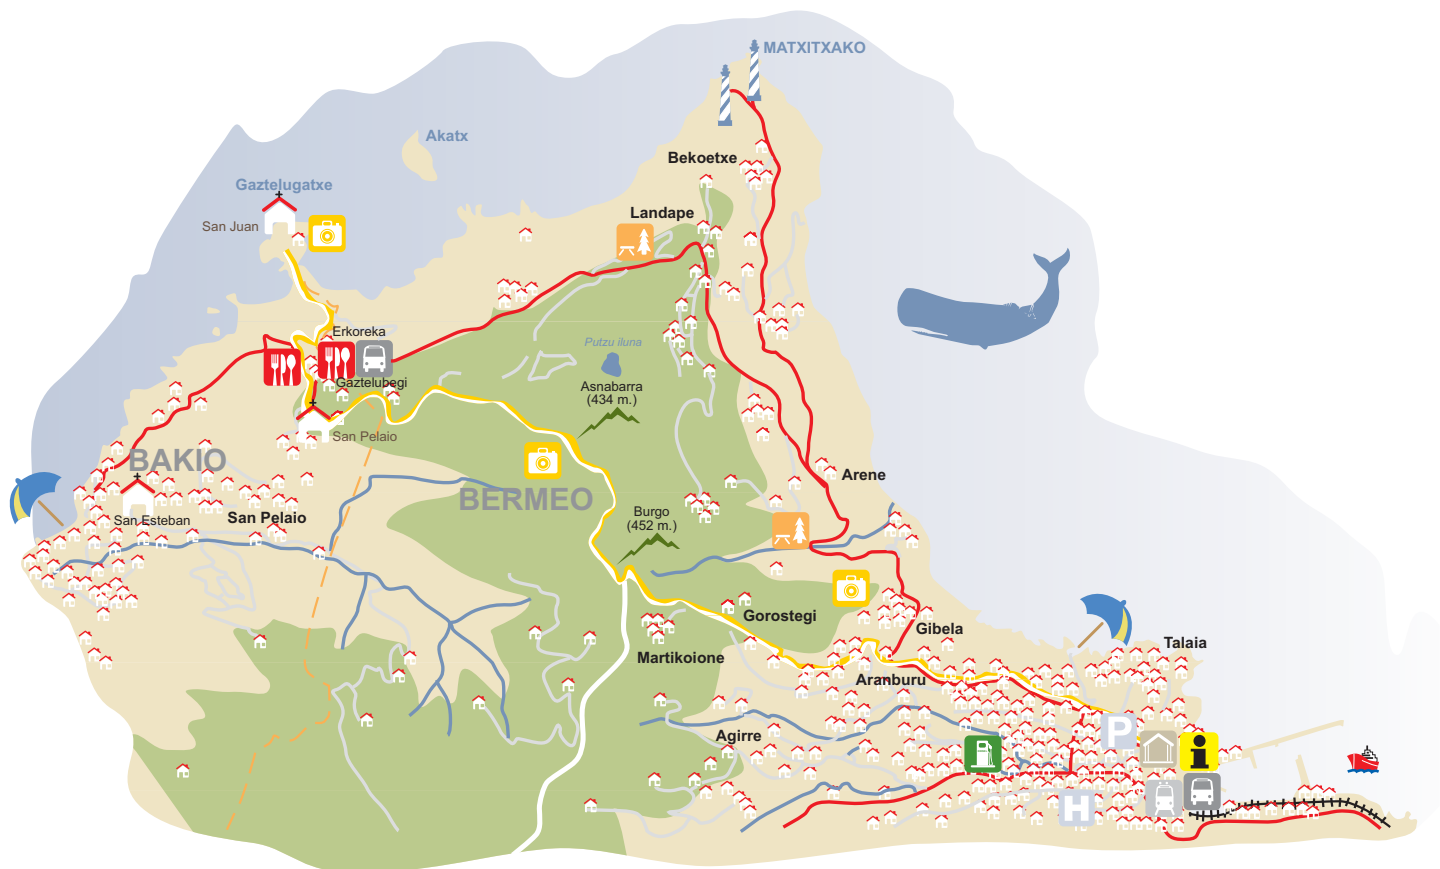 MATXITXAKO
Akatx
Bekoetxe
Gaztelugatxe
Landape
San Juan
Erkoreka
Putzu iluna
Gaztelubegi
Asnabarra
(434 m.)
San Pelaio
BAKIO
Arene
BERMEO
San Esteban
San Pelaio
Burgo
(452 m.)
Gorostegi
Gibela
Talaia
Martikoione
Aranburu
Agirre
P
i
H